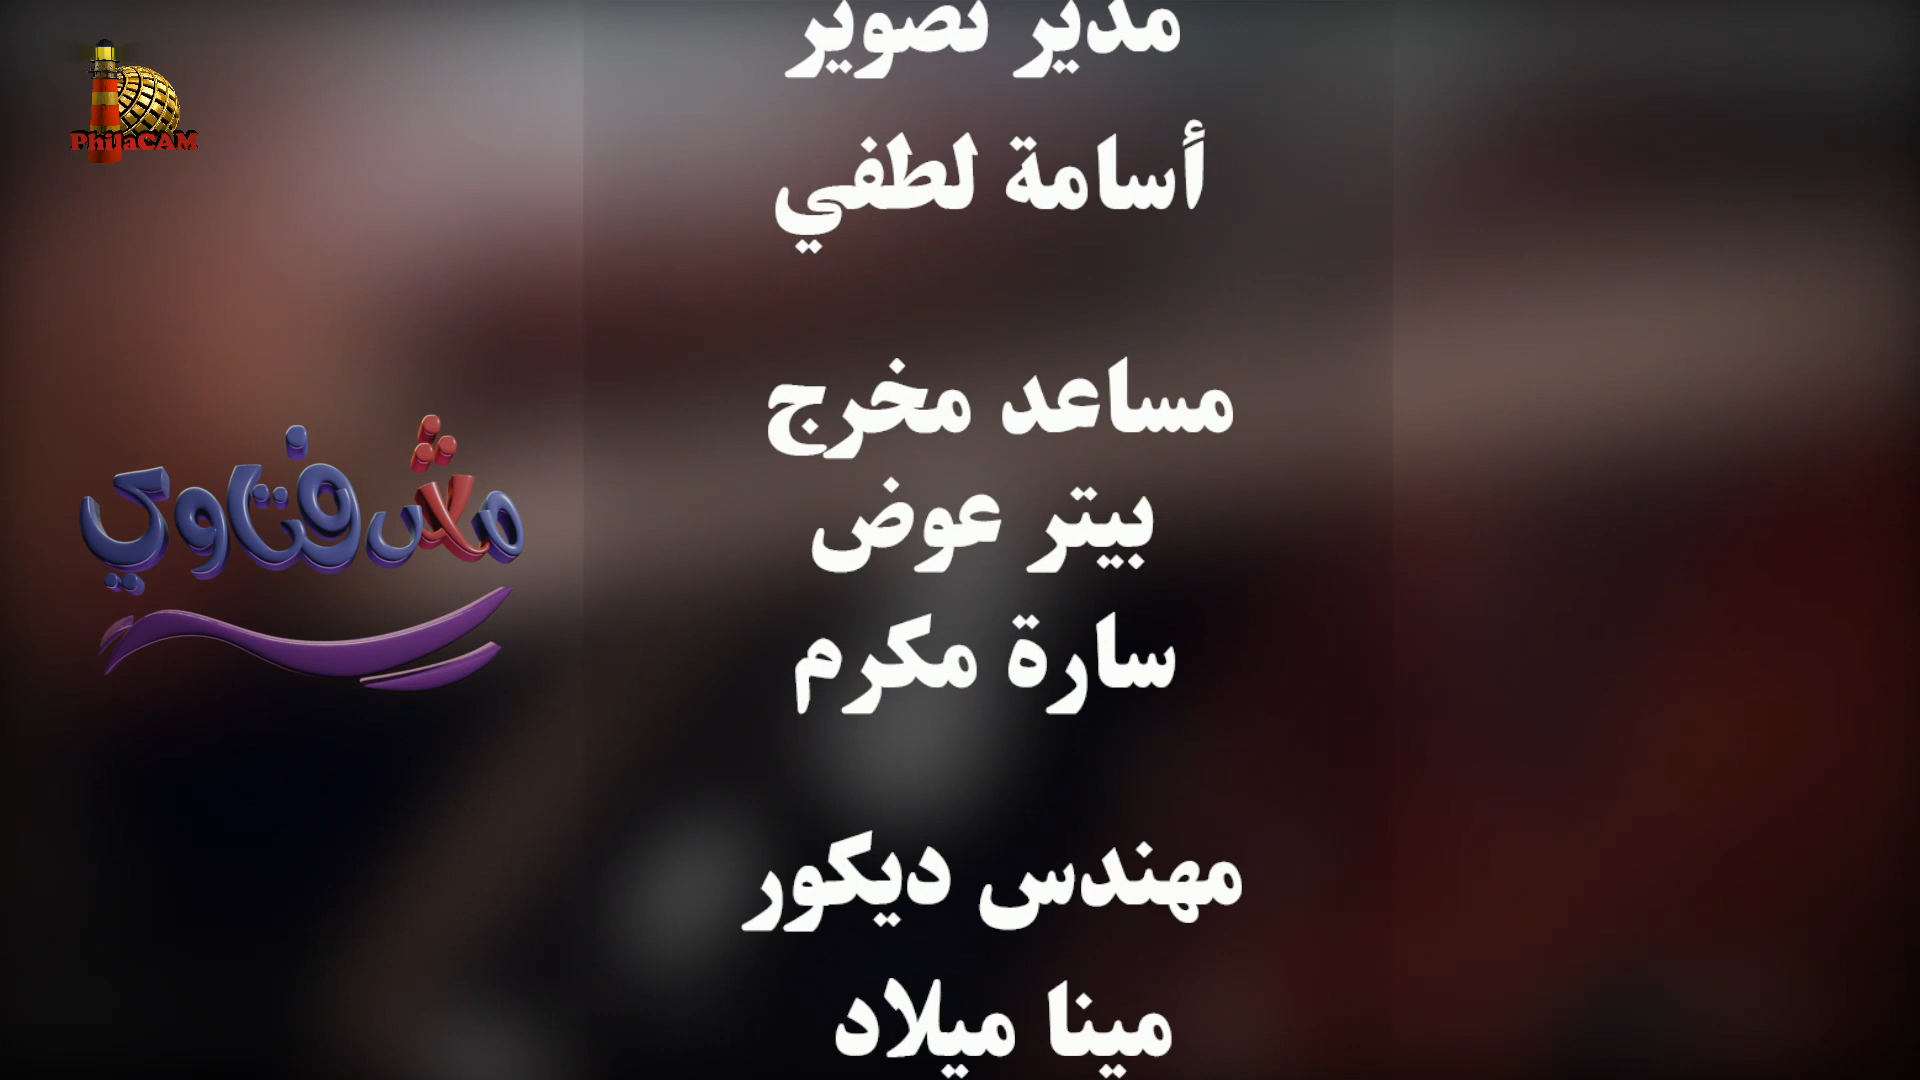 PhilaCAM
مدير تصوير
أسامة لطفي
مش فتاوي
مساعد مخرج
بيتر عوض
سارة مكرم
مهندس ديكور
مينا ميلاد